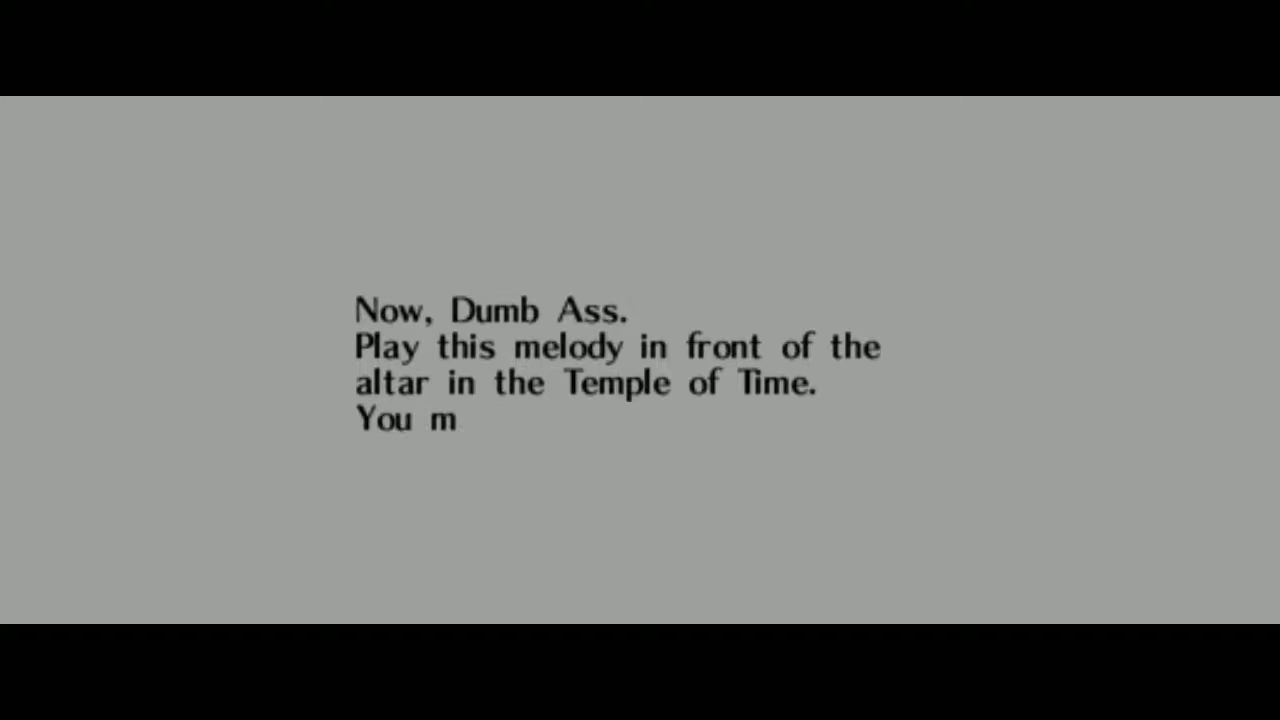 Now, Dumb Ass.
Play this melody in front of the
altar in the Temple of Time.
You m